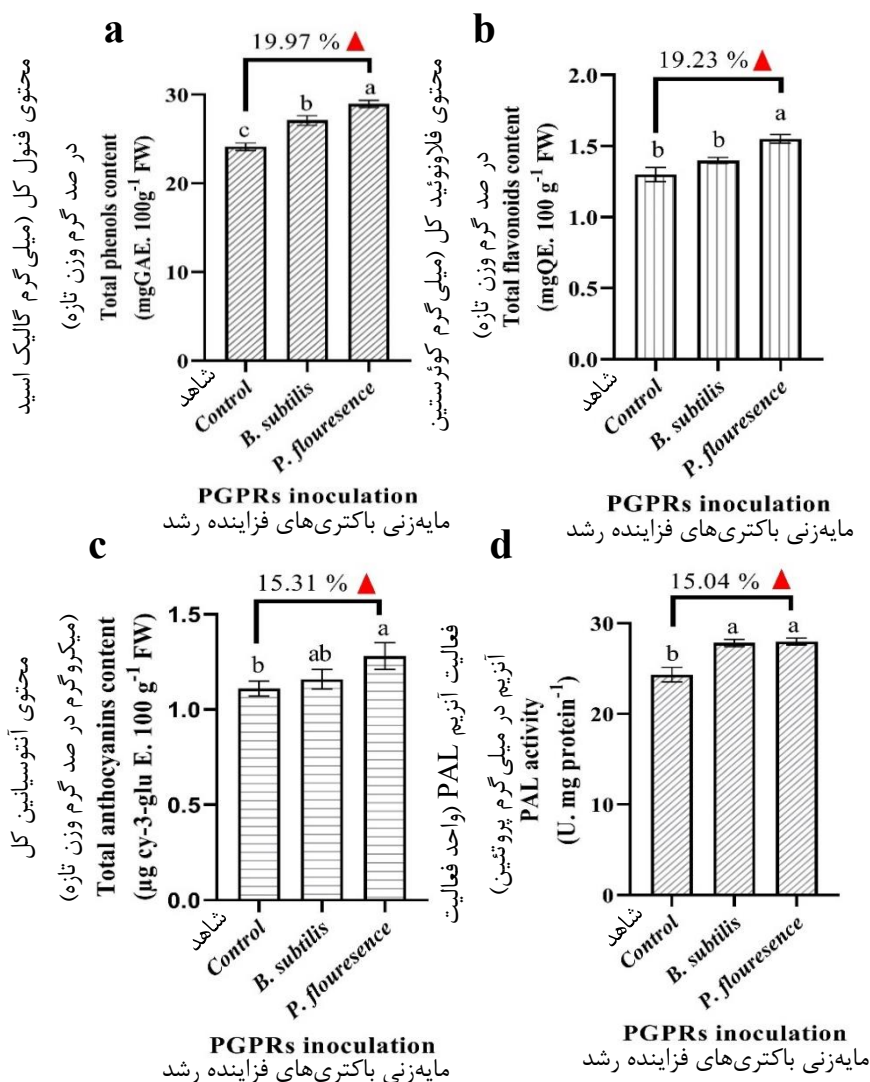 a
19.97 %
محتوی فنول کل (میلی‌گرم گالیک اسید
در صد گرم وزن تازه)
Total phenols content
(mgGAE. 100g-1 FW)
30
20
10
0
c
b
a
شاهد
Control
B. subtilis
P. flouresence
PGPRs inoculation
مایه‌زنی باکتری‌های فزاینده رشد
b
19.23 %
محتوی فلاونوئید کل (میلی‌گرم کوئرستین
در صد گرم وزن تازه)
Total flavonoids content
(mgQE. 100 g-1 FW)
2.0
1.5
1.0
0.5
0.0
b
b
a
شاهد
Control
B. subtilis
P. flouresence
PGPRs inoculation
مایه‌زنی باکتری‌های فزاینده رشد
c
15.31 %
محتوی آنتوسیانین کل
(میکروگرم در صد گرم وزن تازه)
Total anthocyanins content
(µg cy-3-glu E. 100 g-1 FW)
1.5
1.0
0.5
0.0
b
ab
a
شاهد
Control
B. subtilis
P. flouresence
PGPRs inoculation
مایه‌زنی باکتری‌های فزاینده رشد
d
15.04 %
فعالیت آنزیم PAL (واحد فعالیت
آنزیم در میلی‌گرم پروتئین)
PAL activity
(U. mg protein-1)
30
20
10
0
b
a
a
شاهد
Control
B. subtilis
P. flouresence
PGPRs inoculation
مایه‌زنی باکتری‌های فزاینده رشد